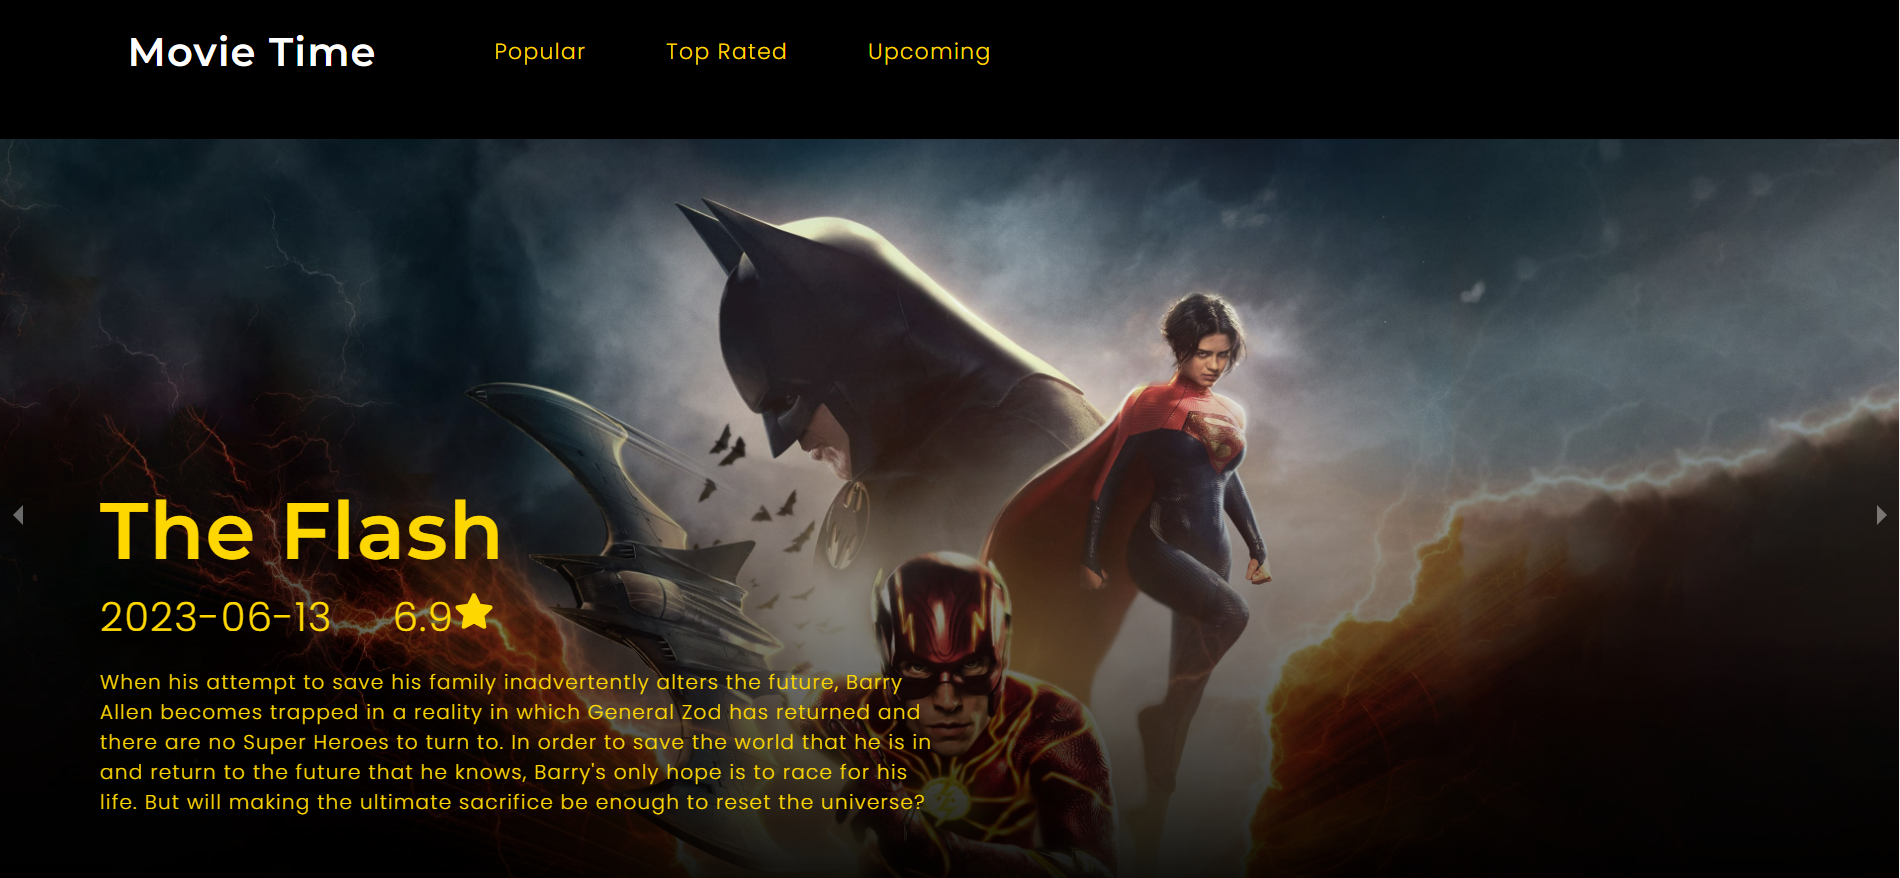 Movie Time
Popular
Top Rated
Upcoming
The Flash
2023-06-13 6.9
When his attempt to save his family inadvertently alters the future, Barry
Allen becomes trapped in a reality in which General Zod has returned and
there are no Super Heroes to turn to. In order to save the world that he is in
and return to the future that he knows, Barry's only hope is to race for his
life. But will making the ultimate sacrifice be enough to reset the universe?